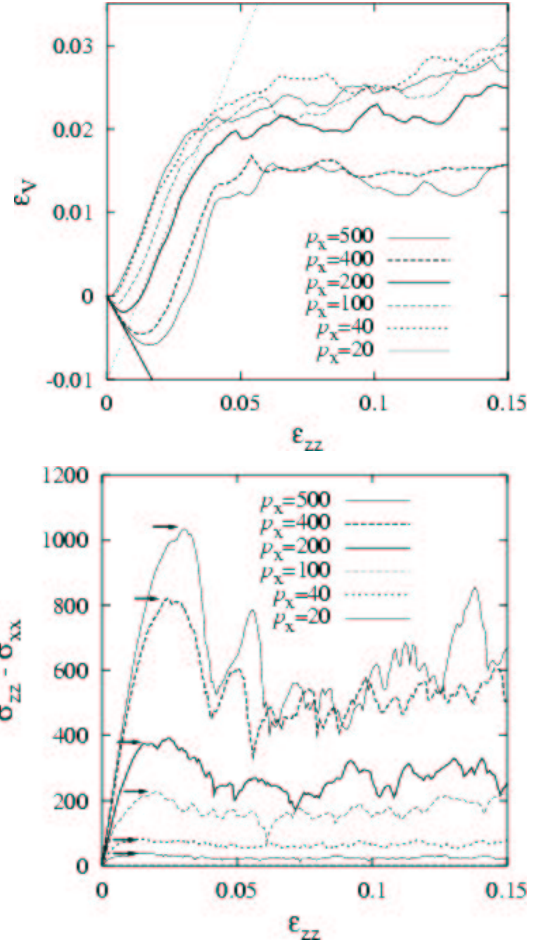 0.03
0.02
0.01
0
-0.01
ε_V
p_x=500
p_x=400
p_x=200
p_x=100
p_x=40
p_x=20
0 0.05 0.1 0.15
ε_zz
1200
1000
800
600
400
200
0
σ_zz - σ_xx
p_x=500
p_x=400
p_x=200
p_x=100
p_x=40
p_x=20
0 0.05 0.1 0.15
ε_zz